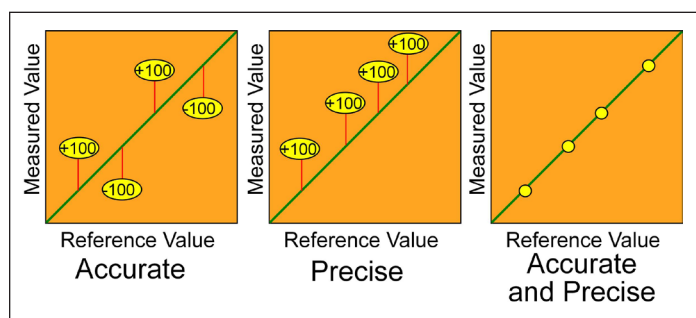 Measured Value
+100
-100
+100
-100
Reference Value
Accurate
Measured Value
+100
+100
+100
+100
Reference Value
Precise
Measured Value
Reference Value
Accurate
and Precise